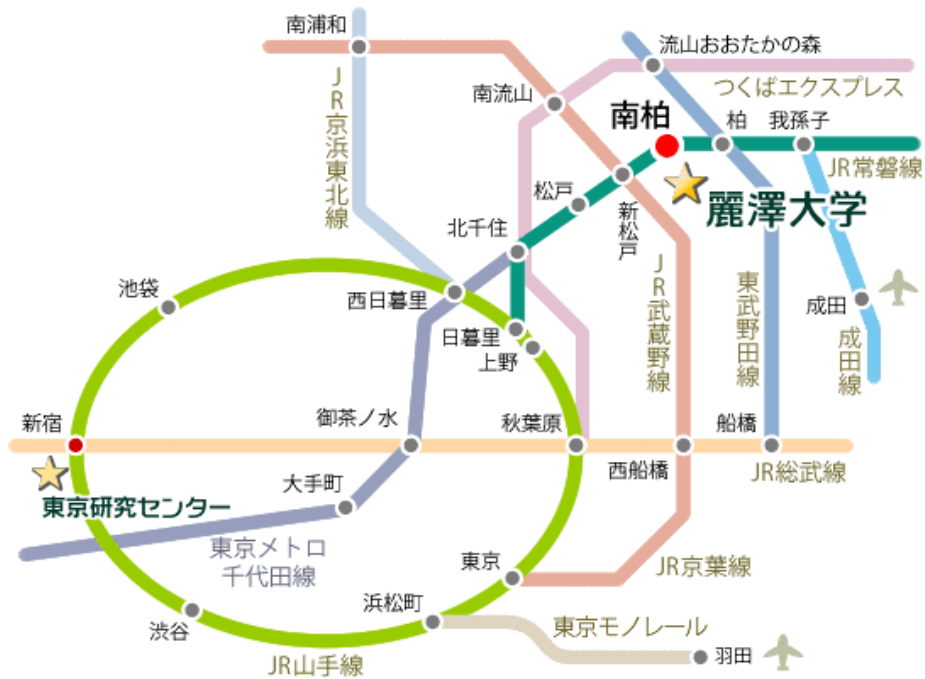 南浦和
流山おおたかの森
つくばエクスプレス
南流山
南柏
柏
我孫子
JR常磐線
JR京浜東北線
松戸
新松戸
麗澤大学
北千住
池袋
西日暮里
日暮里
上野
JR武蔵野線
東武野田線
成田
成田線
新宿
御茶ノ水
秋葉原
西船橋
船橋
JR総武線
大手町
東京研究センター
東京メトロ
千代田線
東京
JR京葉線
浜松町
東京モノレール
渋谷
羽田
JR山手線